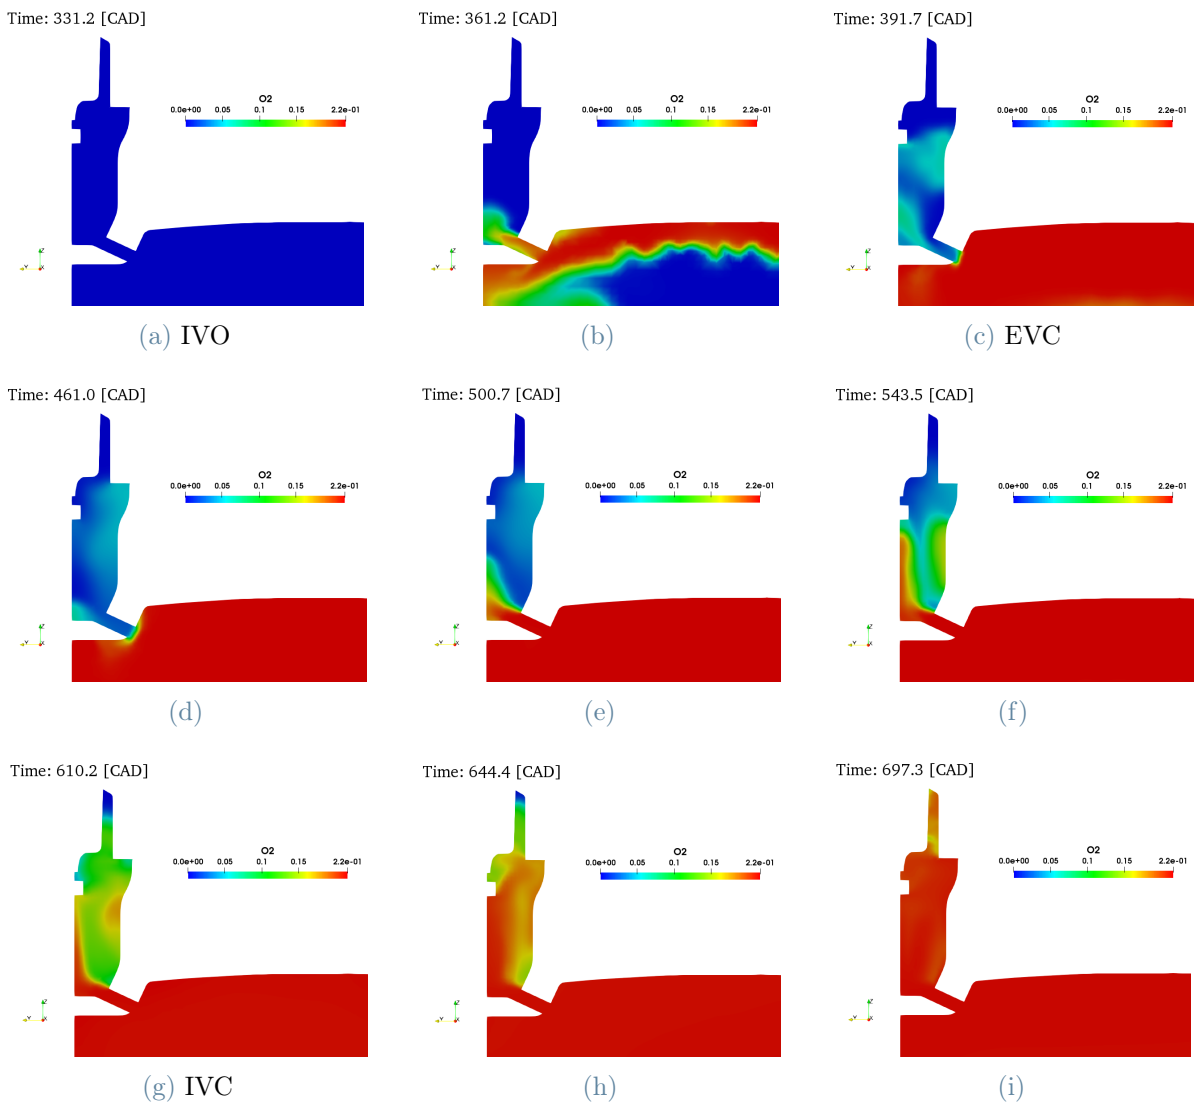 Time: 331.2 [CAD]
O2
0.0e+00 0.05 0.1 0.15 2.2e-01
Z
Y
X
(a) IVO
Time: 361.2 [CAD]
O2
0.0e+00 0.05 0.1 0.15 2.2e-01
Z
Y
X
(b)
Time: 391.7 [CAD]
O2
0.0e+00 0.05 0.1 0.15 2.2e-01
Z
Y
X
(c) EVC
Time: 461.0 [CAD]
O2
0.0e+00 0.05 0.1 0.15 2.2e-01
Z
Y
X
(d)
Time: 500.7 [CAD]
O2
0.0e+00 0.05 0.1 0.15 2.2e-01
Z
Y
X
(e)
Time: 543.5 [CAD]
O2
0.0e+00 0.05 0.1 0.15 2.2e-01
Z
Y
X
(f)
Time: 610.2 [CAD]
O2
0.0e+00 0.05 0.1 0.15 2.2e-01
Z
Y
X
(g) IVC
Time: 644.4 [CAD]
O2
0.0e+00 0.05 0.1 0.15 2.2e-01
Z
Y
X
(h)
Time: 697.3 [CAD]
O2
0.0e+00 0.05 0.1 0.15 2.2e-01
Z
Y
X
(i)